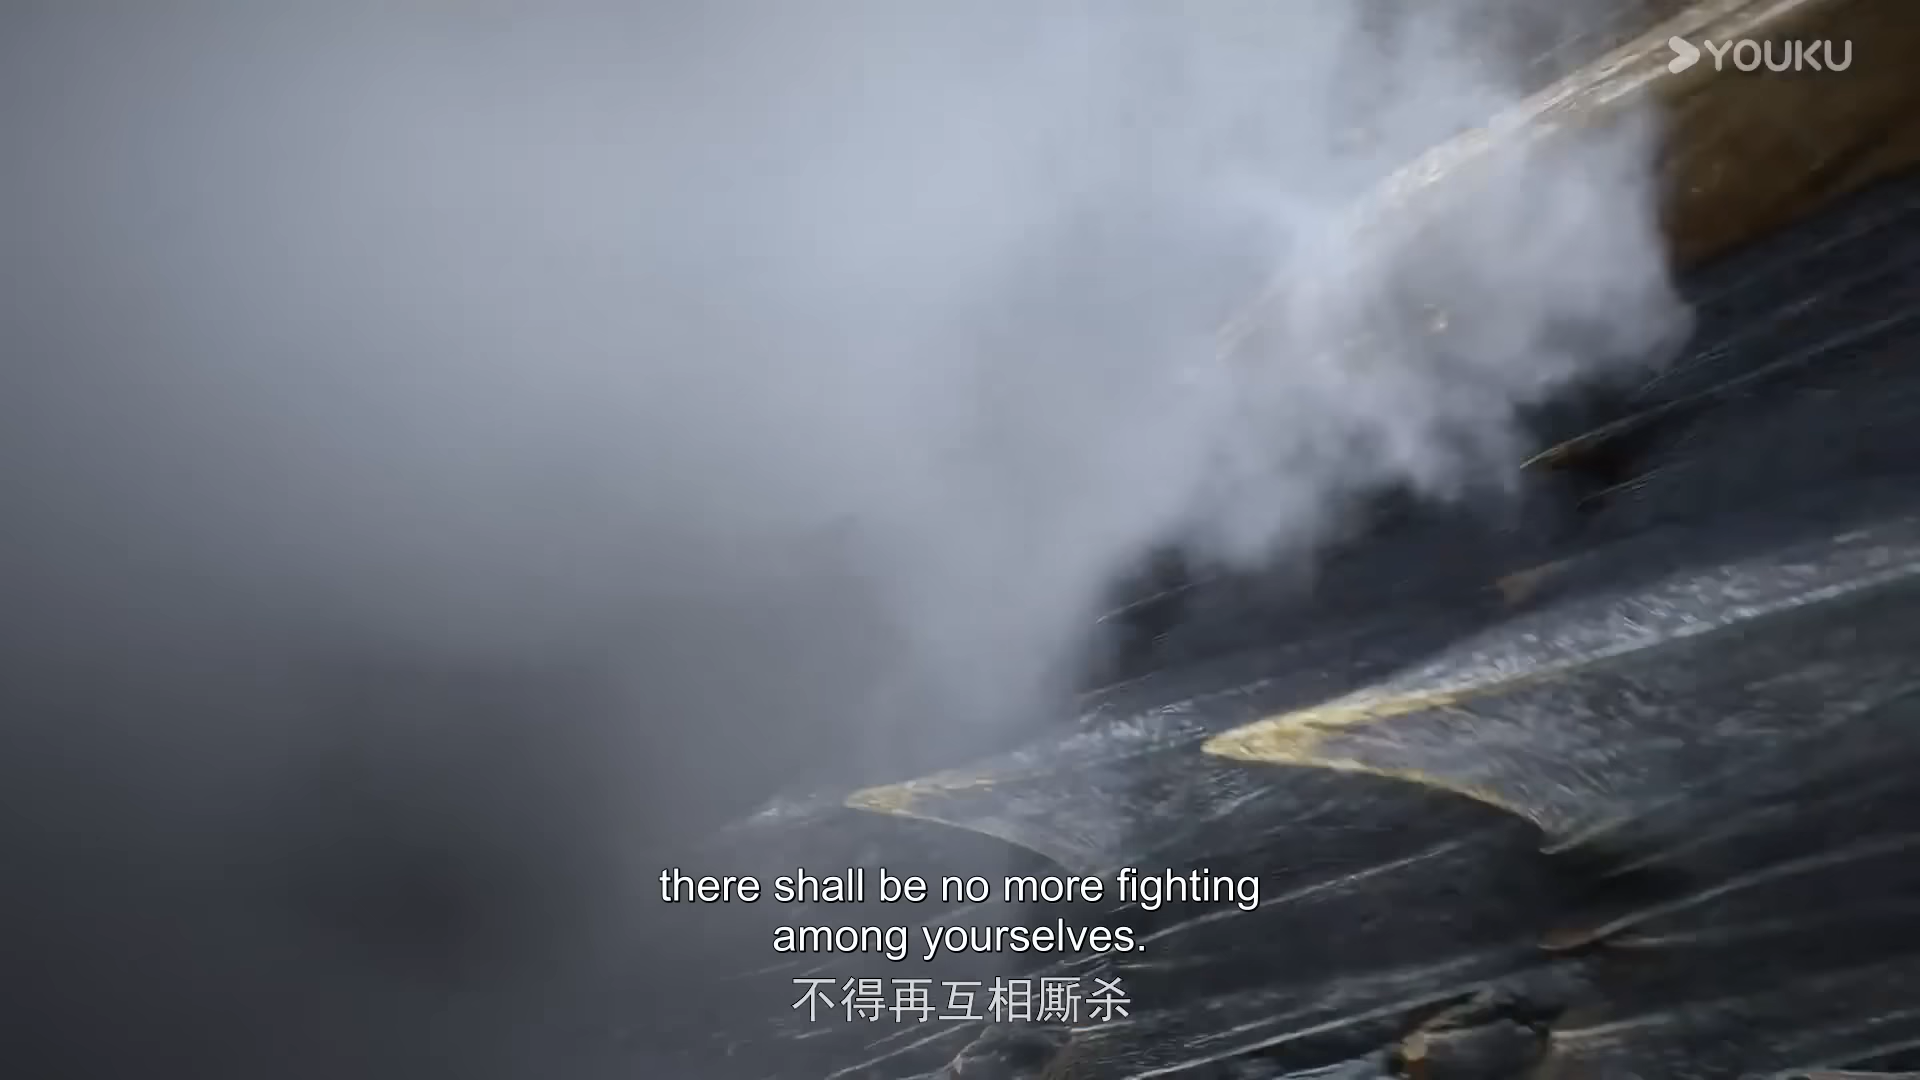 YOUKU
there shall be no more fighting
among yourselves.
不得再互相厮杀